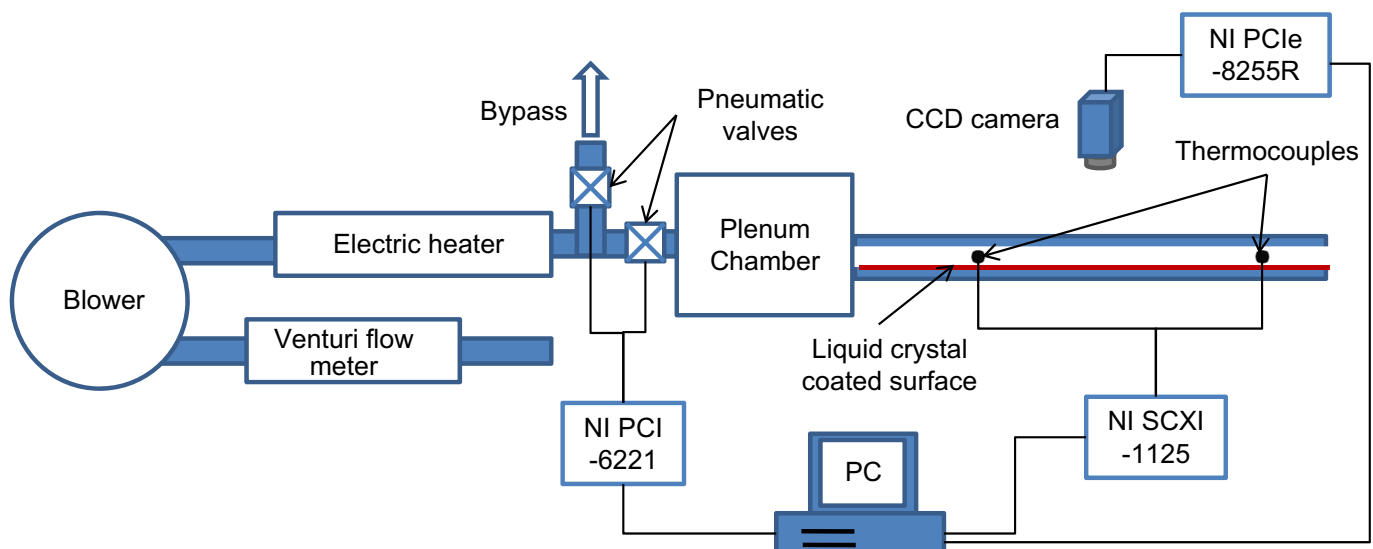 NI PCIe
-8255R
Bypass
Pneumatic
valves
CCD camera
Thermocouples
Electric heater
Plenum
Chamber
Blower
Venturi flow
meter
Liquid crystal
coated surface
NI PCI
-6221
PC
NI SCXI
-1125